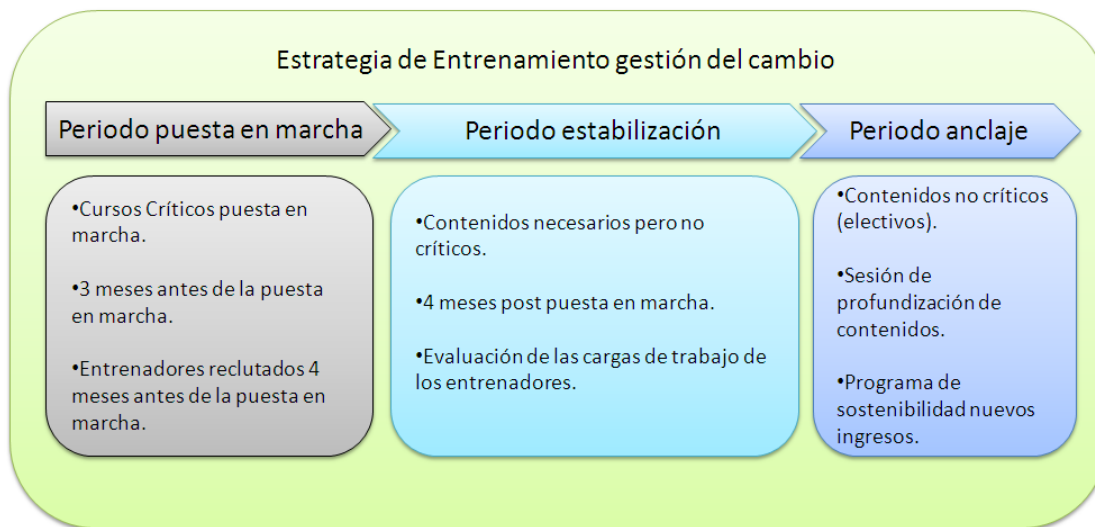 Estrategia de Entrenamiento gestión del cambio
Periodo puesta en marcha
Periodo estabilización
Periodo anclaje
•Cursos Críticos puesta en
marcha.
•3 meses antes de la puesta
en marcha.
•Entrenadores reclutados 4
meses antes de la puesta en
marcha.
•Contenidos necesarios pero no
críticos.
•4 meses post puesta en marcha.
•Evaluación de las cargas de trabajo de
los entrenadores.
•Contenidos no críticos
(electivos).
•Sesión de
profundización de
contenidos.
•Programa de
sostenibilidad nuevos
ingresos.